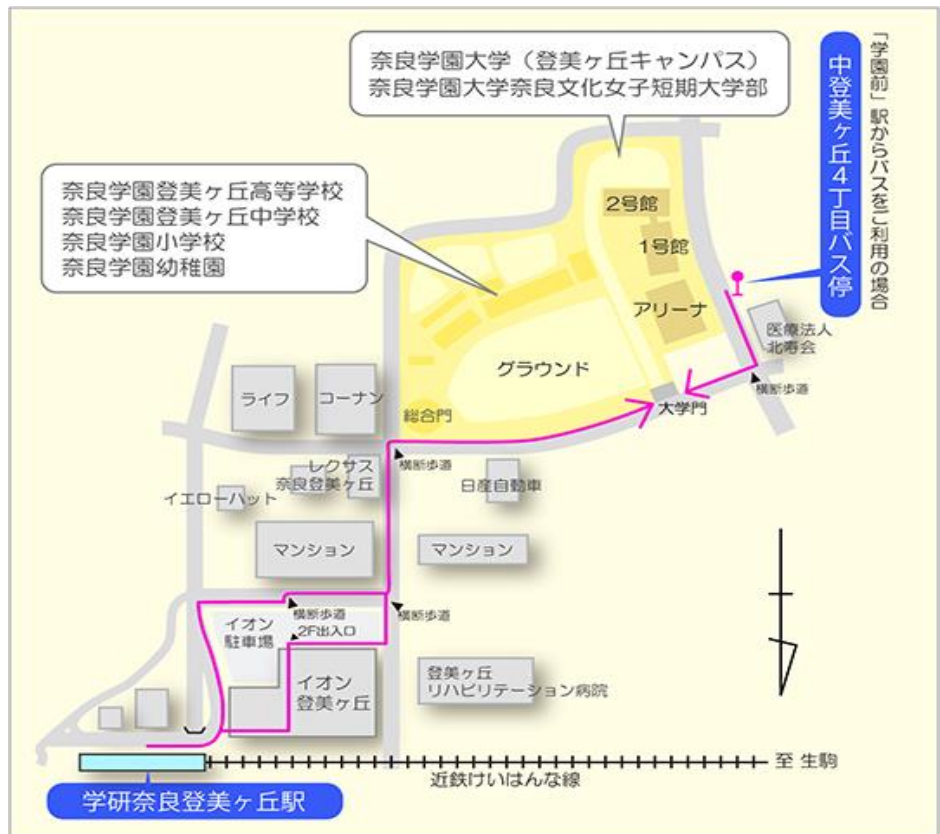 奈良学園大学（登美ヶ丘キャンパス）
奈良学園大学奈良文化女子短期大学部
「学園前」駅からバスをご利用の場合
中登美ヶ丘4丁目バス停
奈良学園登美ヶ丘高等学校
奈良学園登美ヶ丘中学校
奈良学園小学校
奈良学園幼稚園
2号館
1号館
アリーナ
医療法人
北寿会
グラウンド
横断歩道
大学門
ライフ
コーナン
総合門
横断歩道
レクサス
奈良登美ヶ丘
イエローハット
日産自動車
マンション
マンション
横断歩道
横断歩道
2F出入口
イオン
駐車場
イオン
登美ヶ丘
登美ヶ丘
リハビリテーション病院
至 生駒
近鉄けいはんな線
学研奈良登美ヶ丘駅